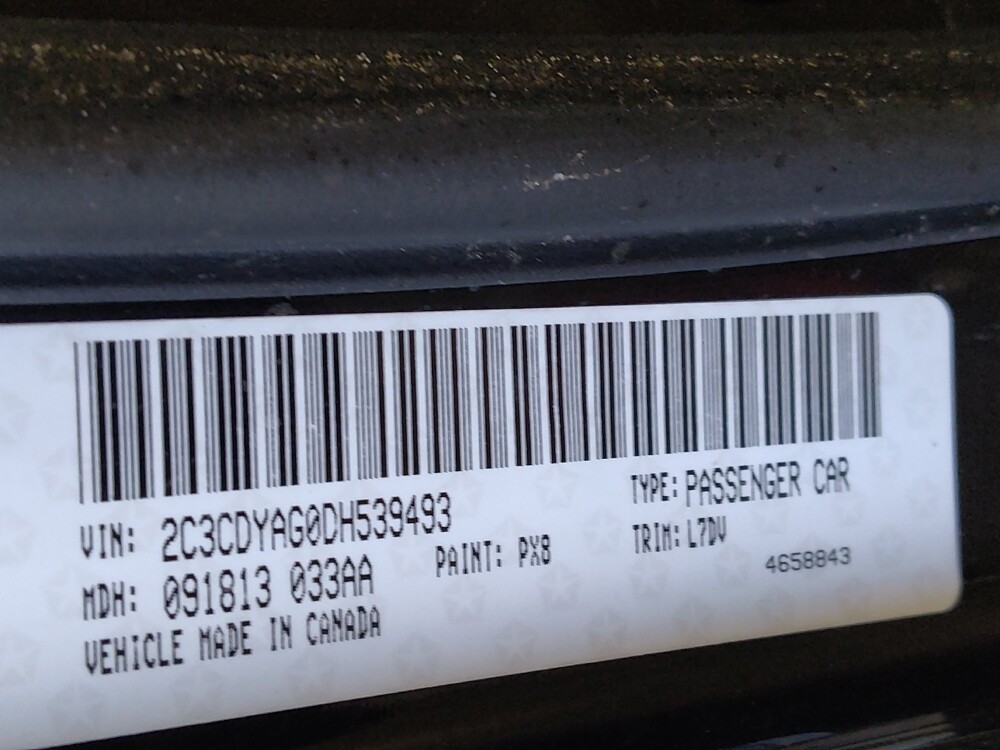 VIN: 2C3CDYAG0DH539493
TYPE: PASSENGER CAR
MDH: 091813 033AA
PAINT: PX8
TRIM: L7DV
VEHICLE MADE IN CANADA
4658843